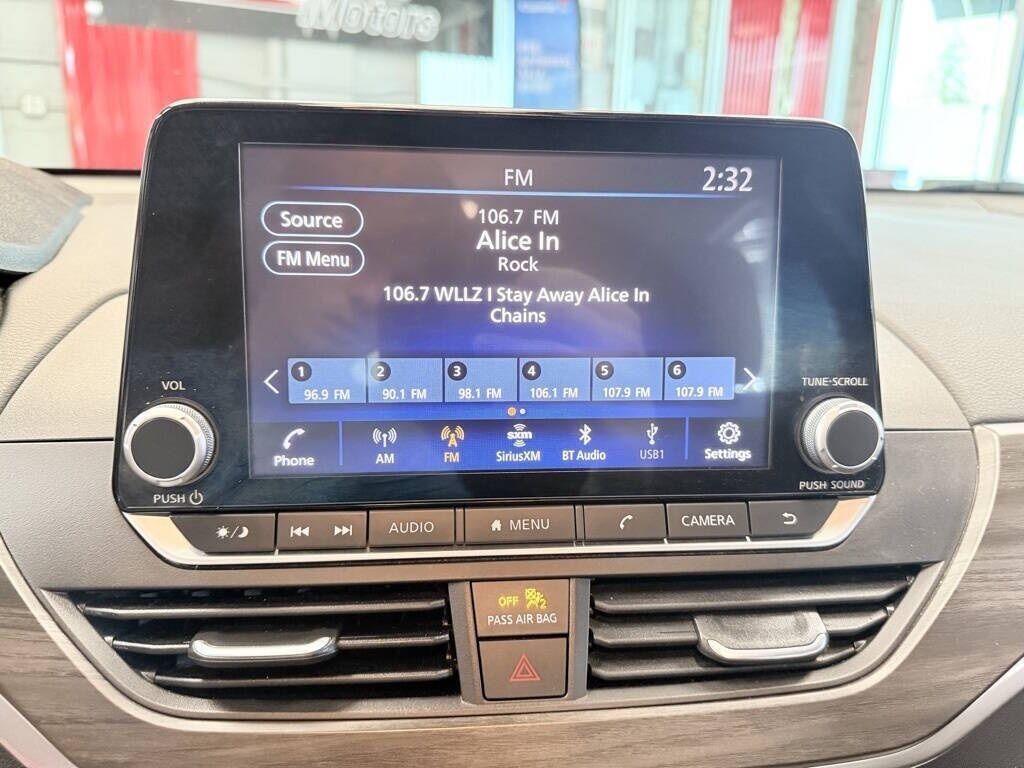 Motors
FM 2:32
Source
FM Menu
106.7 FM
Alice In
Rock
106.7 WLLZ I Stay Away Alice In
Chains
1 2 3 4 5 6
96.9 FM 90.1 FM 98.1 FM 106.1 FM 107.9 FM 107.9 FM
Phone AM FM sxm SiriusXM BT Audio USB1 Settings
VOL
PUSH
TUNE·SCROLL
PUSH SOUND
AUDIO MENU CAMERA
OFF 2
PASS AIR BAG